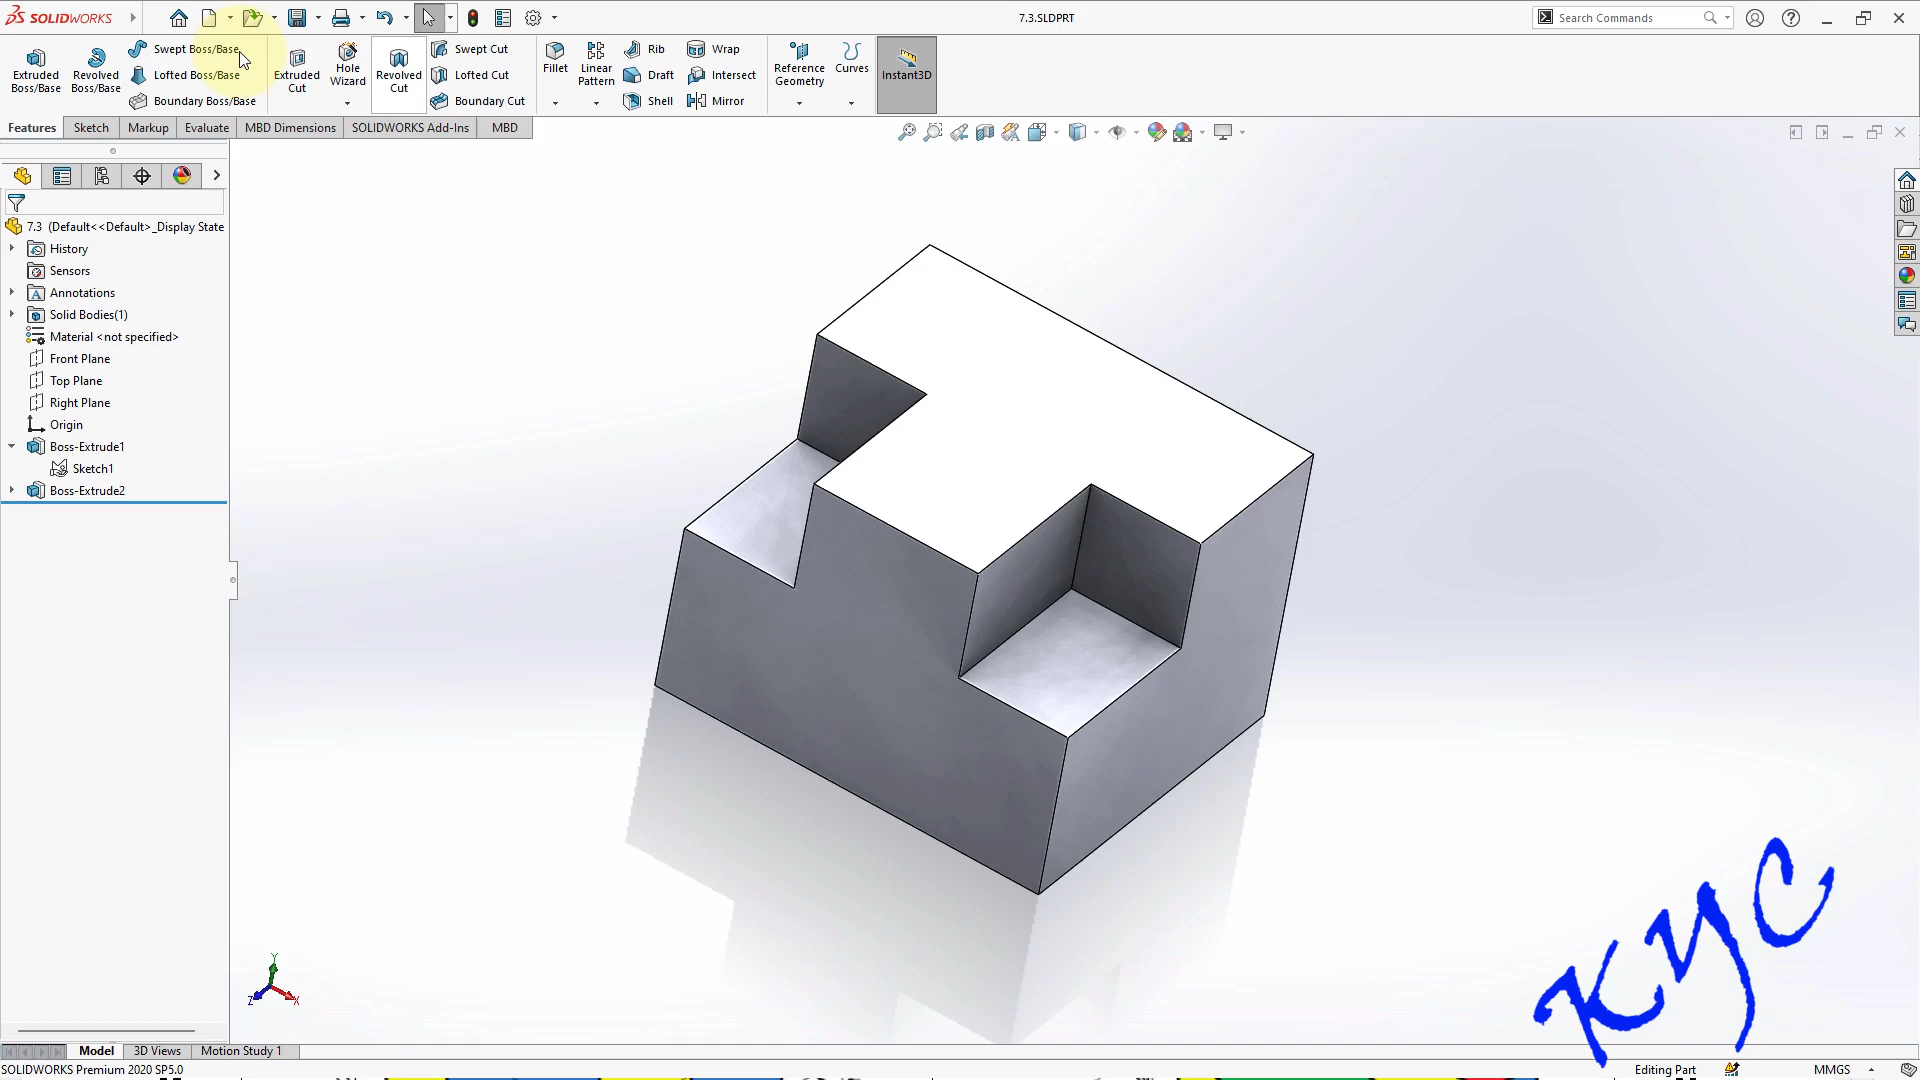 SOLIDWORKS
7.3.SLDPRT
Search Commands
Extruded Boss/Base
Revolved Boss/Base
Swept Boss/Base
Lofted Boss/Base
Boundary Boss/Base
Extruded Cut
Hole Wizard
Revolved Cut
Swept Cut
Lofted Cut
Boundary Cut
Fillet
Linear Pattern
Rib
Draft
Shell
Wrap
Intersect
Mirror
Reference Geometry
Curves
Instant3D
Features
Sketch
Markup
Evaluate
MBD Dimensions
SOLIDWORKS Add-Ins
MBD
7.3 (Default<<Default>_Display State
History
Sensors
Annotations
Solid Bodies(1)
Material <not specified>
Front Plane
Top Plane
Right Plane
Origin
Boss-Extrude1
Sketch1
Boss-Extrude2
Y
Z
X
KYC
Model
3D Views
Motion Study 1
SOLIDWORKS Premium 2020 SP5.0
Editing Part
MMGS